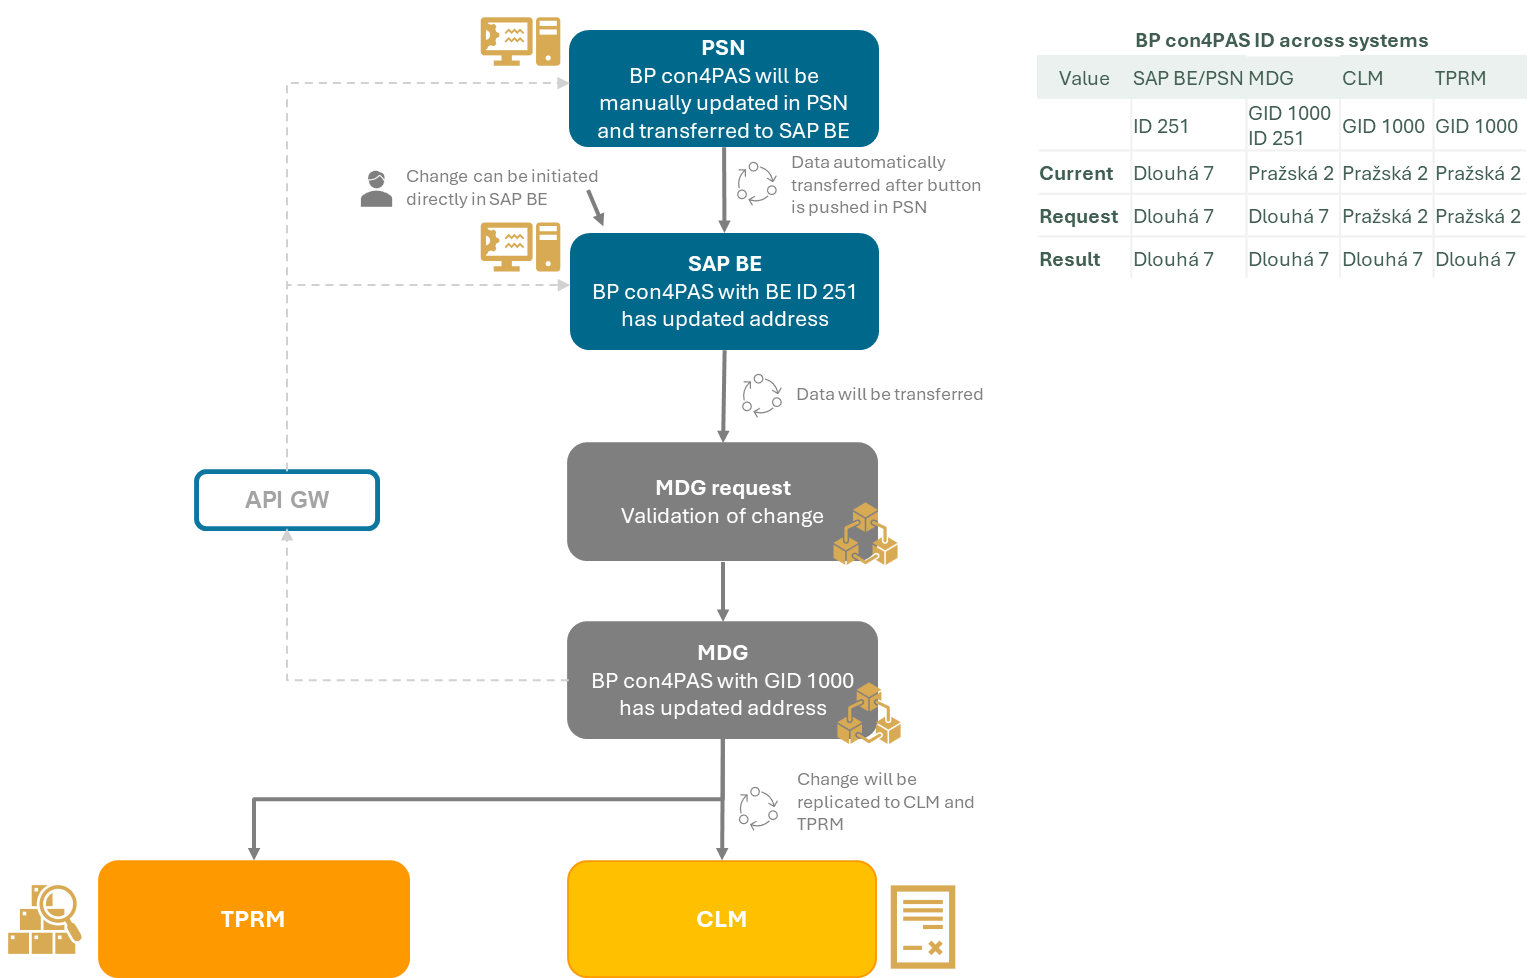 PSN
BP con4PAS will be
manually updated in PSN
and transferred to SAP BE
Data automatically
transferred after button
is pushed in PSN
Change can be initiated
directly in SAP BE
SAP BE
BP con4PAS with BE ID 251
has updated address
Data will be transferred
MDG request
Validation of change
API GW
MDG
BP con4PAS with GID 1000
has updated address
Change will be
replicated to CLM and
TPRM
TPRM
CLM
BP con4PAS ID across systems
Value SAP BE/PSN MDG CLM TPRM
ID 251 GID 1000 ID 251 GID 1000 GID 1000
Current Dlouhá 7 Pražská 2 Pražská 2 Pražská 2
Request Dlouhá 7 Dlouhá 7 Pražská 2 Pražská 2
Result Dlouhá 7 Dlouhá 7 Dlouhá 7 Dlouhá 7